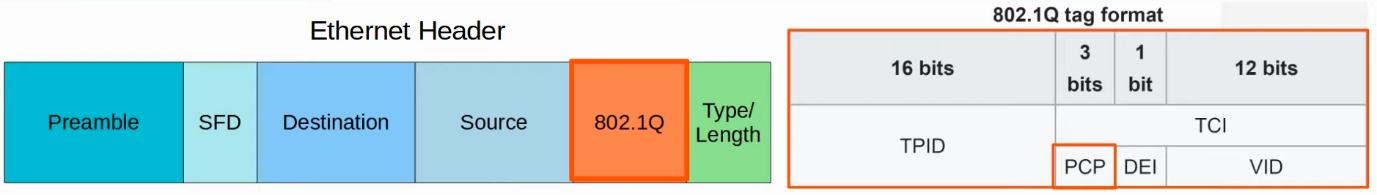 Ethernet Header
Preamble
SFD
Destination
Source
802.1Q
Type/
Length
802.1Q tag format
16 bits
3
bits
1
bit
12 bits
TPID
TCI
PCP
DEI
VID